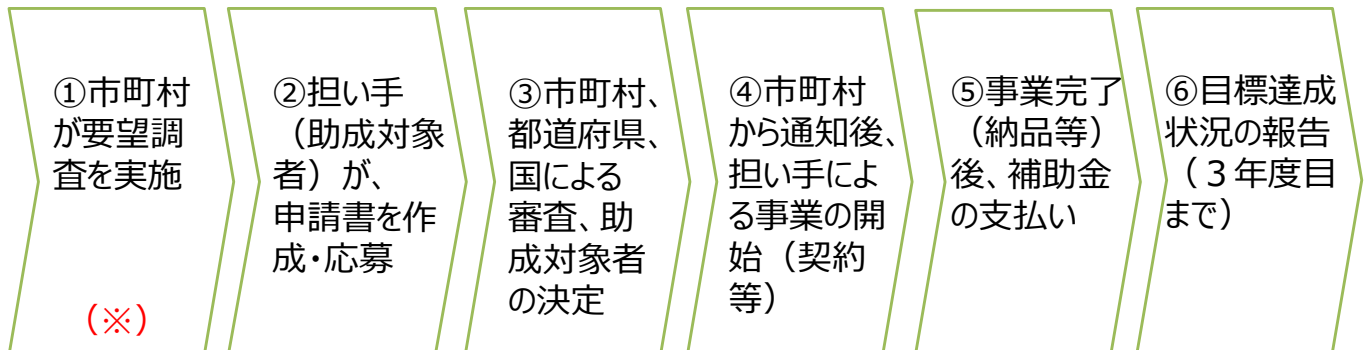 ①市町村
が要望調
査を実施
（※）
②担い手
（助成対象
者）が、
申請書を作
成・応募
③市町村、
都道府県、
国による
審査、助
成対象者
の決定
④市町村
から通知後、
担い手によ
る事業の開
始（契約
等）
⑤事業完了
（納品等）
後、補助金
の支払い
⑥目標達成
状況の報告
（３年度目
まで）